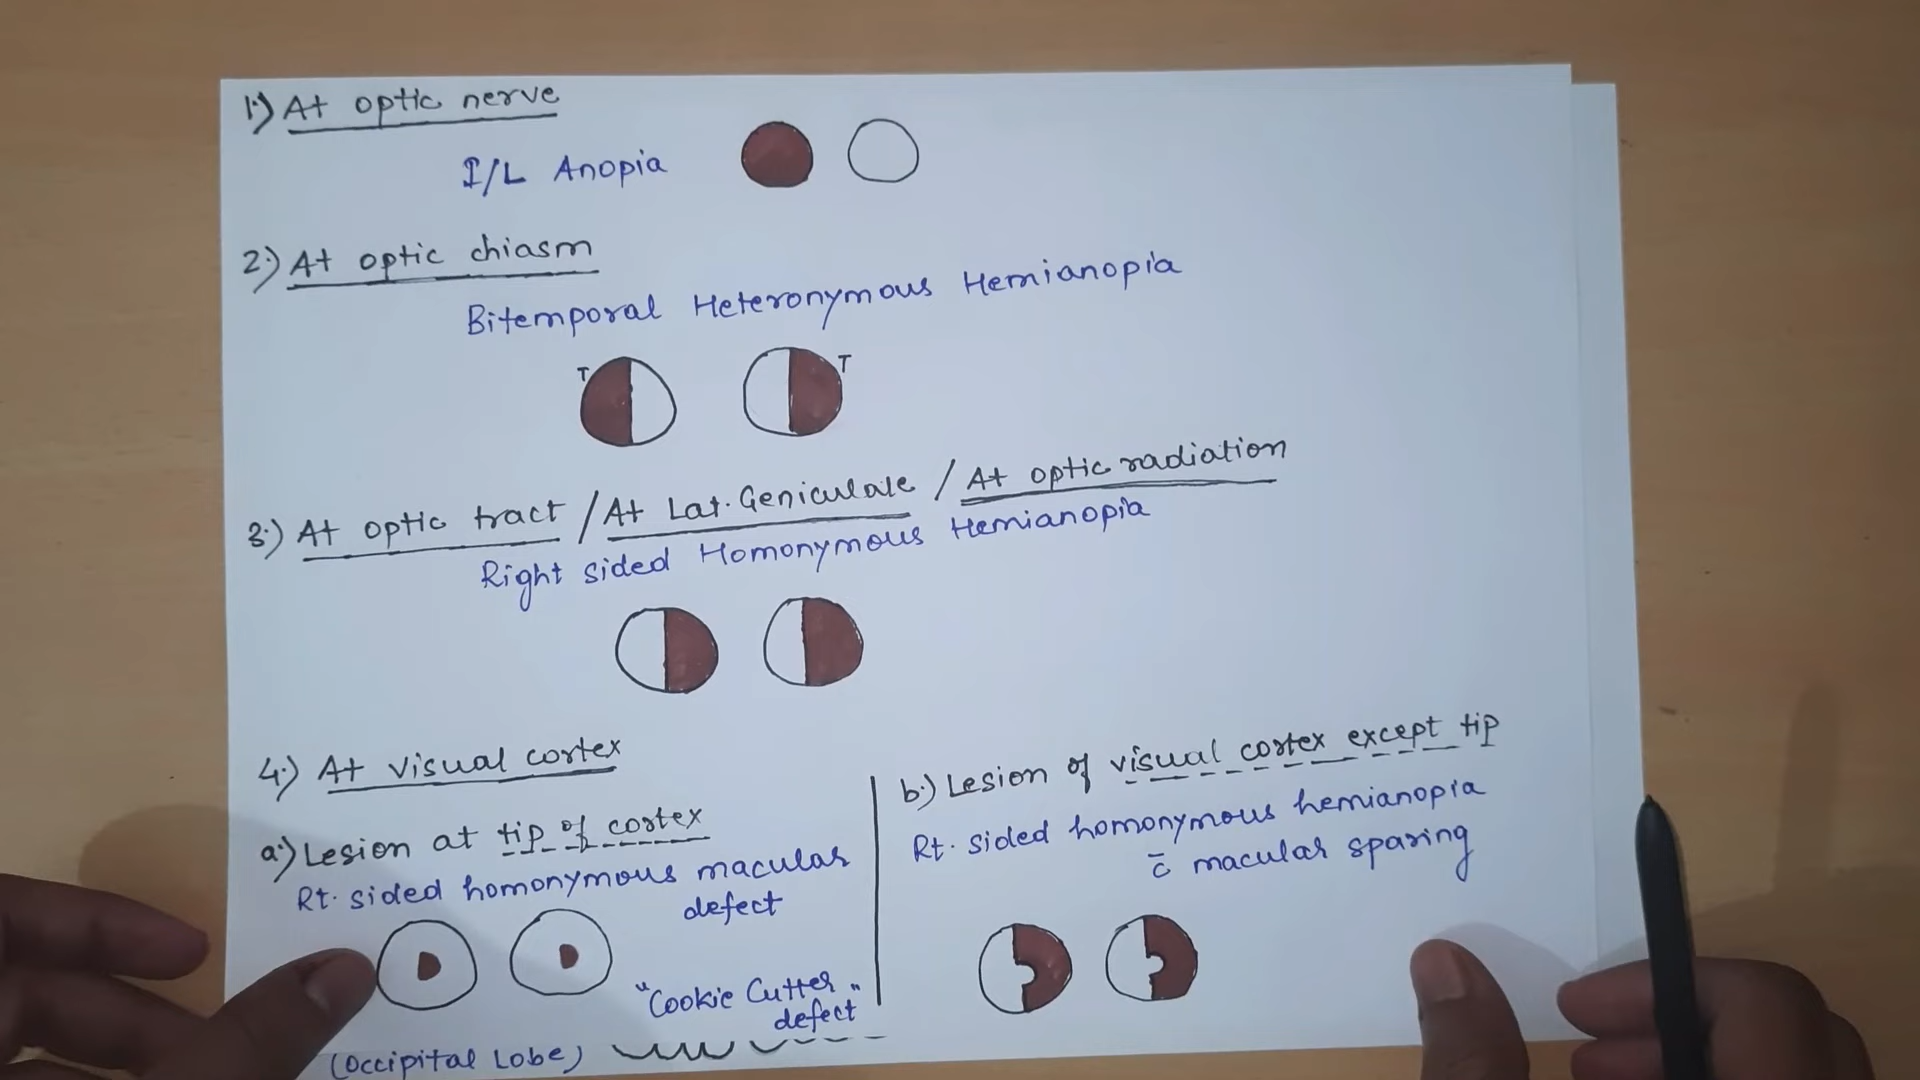 1.) At optic nerve
I/L Anopia
2.) At optic chiasm
Bitemporal Heteronymous Hemianopia
T T
3.) At optic tract / At Lat. Geniculate / At optic radiation
Right sided Homonymous Hemianopia
4.) At visual cortex
a.) Lesion at tip of cortex
Rt. sided homonymous macular
defect
"Cookie Cutter"
defect
(Occipital Lobe)
b.) Lesion of visual cortex except tip
Rt. sided homonymous hemianopia
c̄ macular sparing